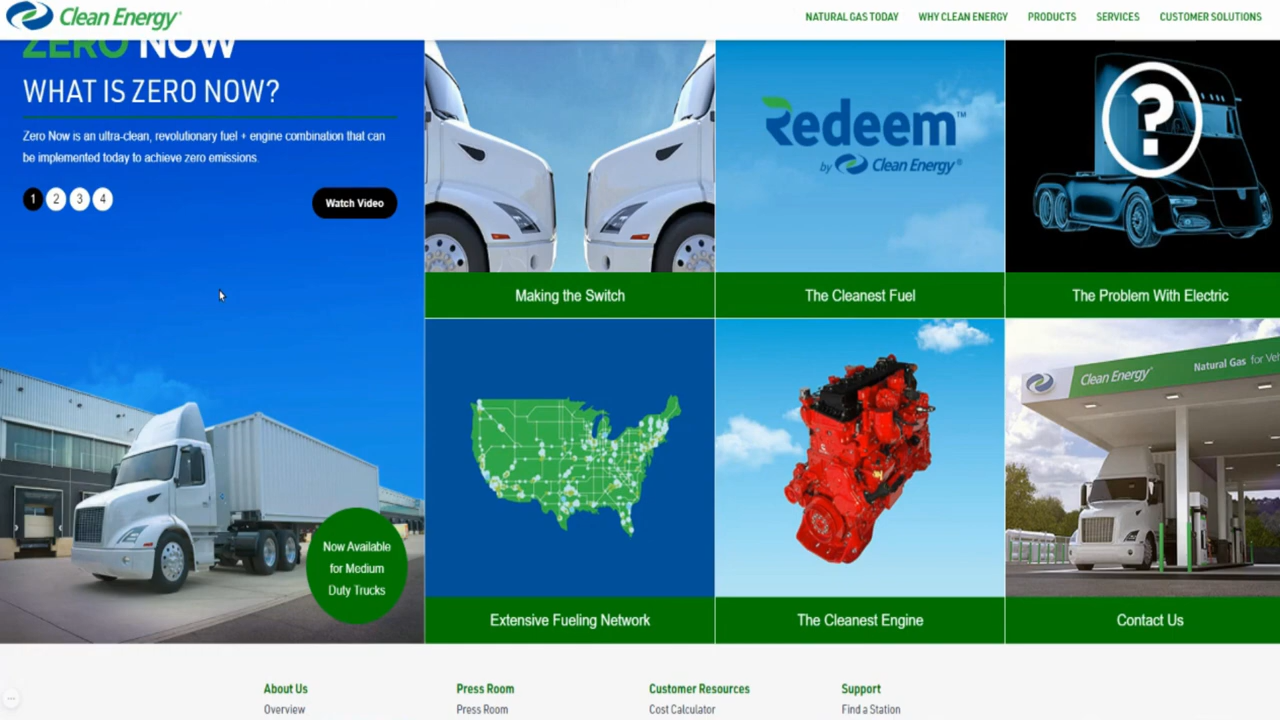 Clean Energy
NATURAL GAS TODAY
WHY CLEAN ENERGY
PRODUCTS
SERVICES
CUSTOMER SOLUTIONS
ZERO NOW
WHAT IS ZERO NOW?
Zero Now is an ultra-clean, revolutionary fuel + engine combination that can
be implemented today to achieve zero emissions.
1 2 3 4
Watch Video
Now Available
for Medium
Duty Trucks
Making the Switch
Redeem™
by Clean Energy®
The Cleanest Fuel
?
The Problem With Electric
Extensive Fueling Network
The Cleanest Engine
Clean Energy
Natural Gas for Veh
Contact Us
About Us
Overview
Press Room
Press Room
Customer Resources
Cost Calculator
Support
Find a Station